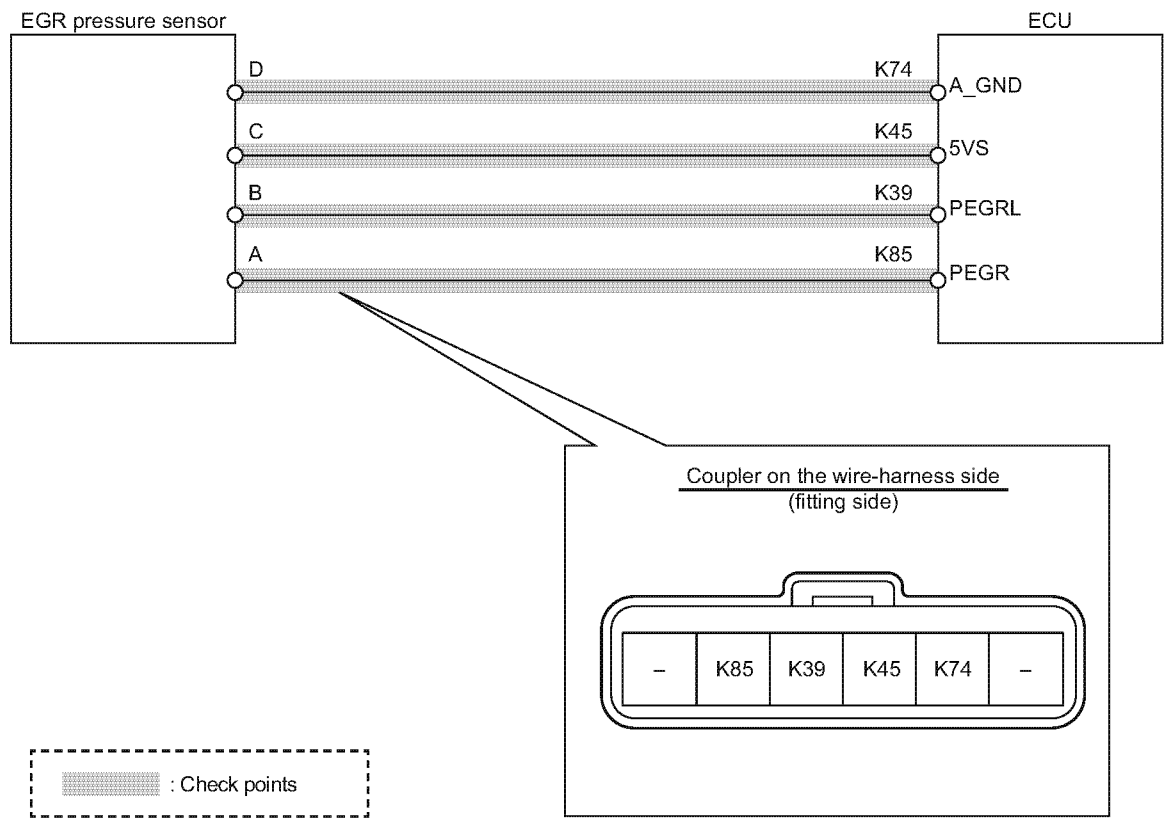 EGR pressure sensor
ECU
D
K74
A_GND
C
K45
5VS
B
K39
PEGRL
A
K85
PEGR
Coupler on the wire-harness side
(fitting side)
– K85 K39 K45 K74 –
: Check points